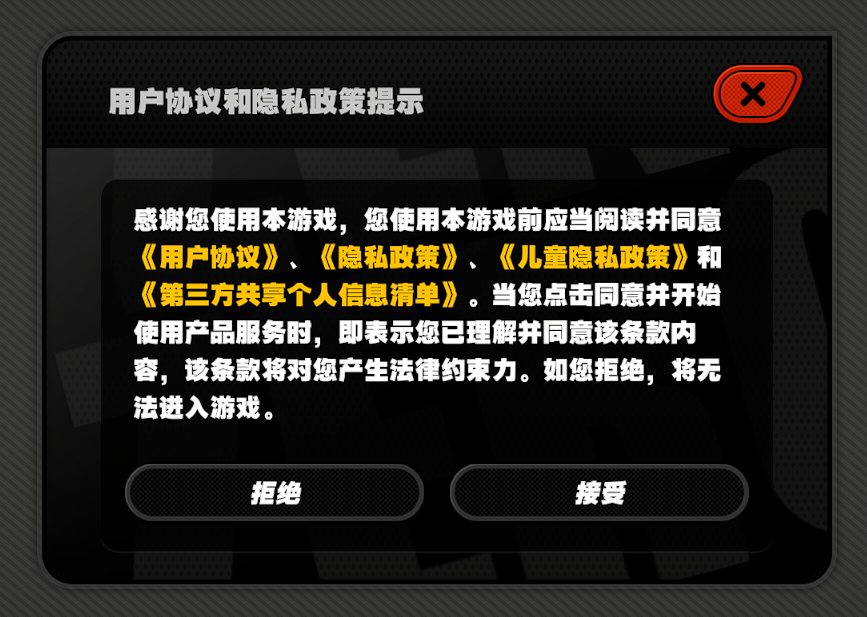 用户协议和隐私政策提示
感谢您使用本游戏，您使用本游戏前应当阅读并同意
《用户协议》、《隐私政策》、《儿童隐私政策》和
《第三方共享个人信息清单》。当您点击同意并开始
使用产品服务时，即表示您已理解并同意该条款内
容，该条款将对您产生法律约束力。如您拒绝，将无
法进入游戏。
拒绝
接受